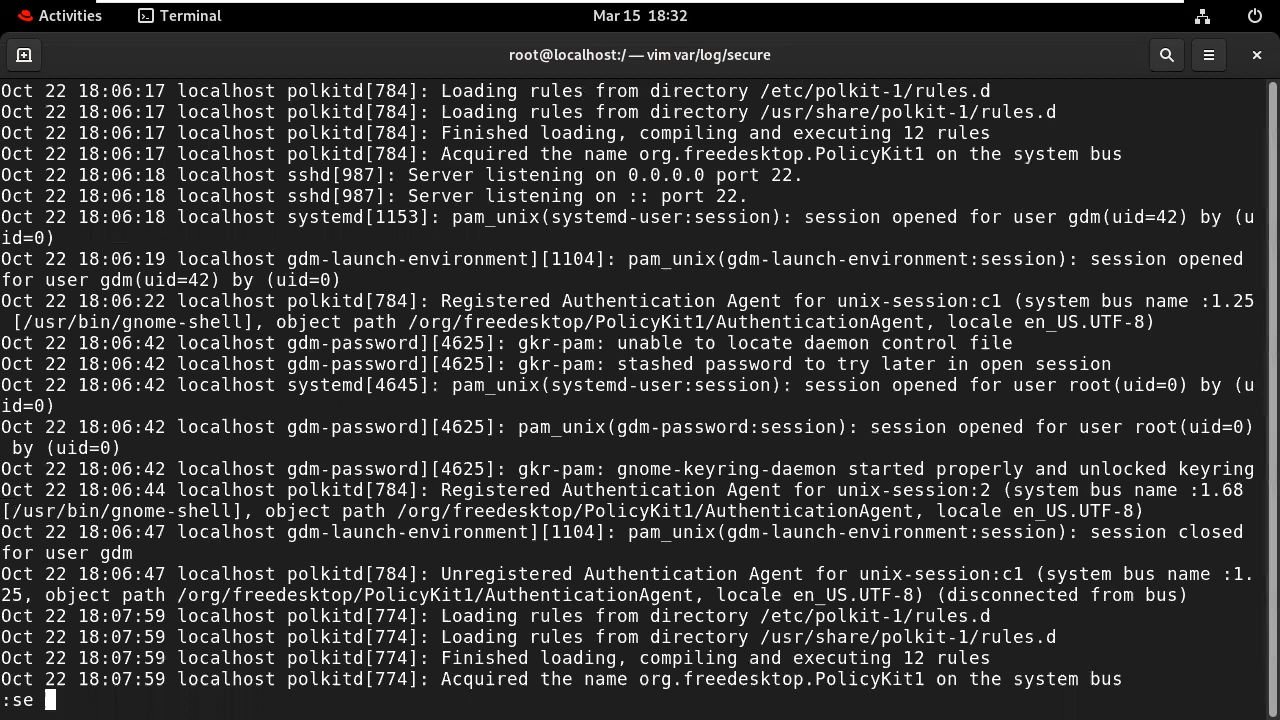 Activities
Terminal
Mar 15 18:32
root@localhost:/ — vim var/log/secure
Oct 22 18:06:17 localhost polkitd[784]: Loading rules from directory /etc/polkit-1/rules.d
Oct 22 18:06:17 localhost polkitd[784]: Loading rules from directory /usr/share/polkit-1/rules.d
Oct 22 18:06:17 localhost polkitd[784]: Finished loading, compiling and executing 12 rules
Oct 22 18:06:17 localhost polkitd[784]: Acquired the name org.freedesktop.PolicyKit1 on the system bus
Oct 22 18:06:18 localhost sshd[987]: Server listening on 0.0.0.0 port 22.
Oct 22 18:06:18 localhost sshd[987]: Server listening on :: port 22.
Oct 22 18:06:18 localhost systemd[1153]: pam_unix(systemd-user:session): session opened for user gdm(uid=42) by (u
id=0)
Oct 22 18:06:19 localhost gdm-launch-environment][1104]: pam_unix(gdm-launch-environment:session): session opened
for user gdm(uid=42) by (uid=0)
Oct 22 18:06:22 localhost polkitd[784]: Registered Authentication Agent for unix-session:c1 (system bus name :1.25
[/usr/bin/gnome-shell], object path /org/freedesktop/PolicyKit1/AuthenticationAgent, locale en_US.UTF-8)
Oct 22 18:06:42 localhost gdm-password][4625]: gkr-pam: unable to locate daemon control file
Oct 22 18:06:42 localhost gdm-password][4625]: gkr-pam: stashed password to try later in open session
Oct 22 18:06:42 localhost systemd[4645]: pam_unix(systemd-user:session): session opened for user root(uid=0) by (u
id=0)
Oct 22 18:06:42 localhost gdm-password][4625]: pam_unix(gdm-password:session): session opened for user root(uid=0)
by (uid=0)
Oct 22 18:06:42 localhost gdm-password][4625]: gkr-pam: gnome-keyring-daemon started properly and unlocked keyring
Oct 22 18:06:44 localhost polkitd[784]: Registered Authentication Agent for unix-session:2 (system bus name :1.68
[/usr/bin/gnome-shell], object path /org/freedesktop/PolicyKit1/AuthenticationAgent, locale en_US.UTF-8)
Oct 22 18:06:47 localhost gdm-launch-environment][1104]: pam_unix(gdm-launch-environment:session): session closed
for user gdm
Oct 22 18:06:47 localhost polkitd[784]: Unregistered Authentication Agent for unix-session:c1 (system bus name :1.
25, object path /org/freedesktop/PolicyKit1/AuthenticationAgent, locale en_US.UTF-8) (disconnected from bus)
Oct 22 18:07:59 localhost polkitd[774]: Loading rules from directory /etc/polkit-1/rules.d
Oct 22 18:07:59 localhost polkitd[774]: Loading rules from directory /usr/share/polkit-1/rules.d
Oct 22 18:07:59 localhost polkitd[774]: Finished loading, compiling and executing 12 rules
Oct 22 18:07:59 localhost polkitd[774]: Acquired the name org.freedesktop.PolicyKit1 on the system bus
:se